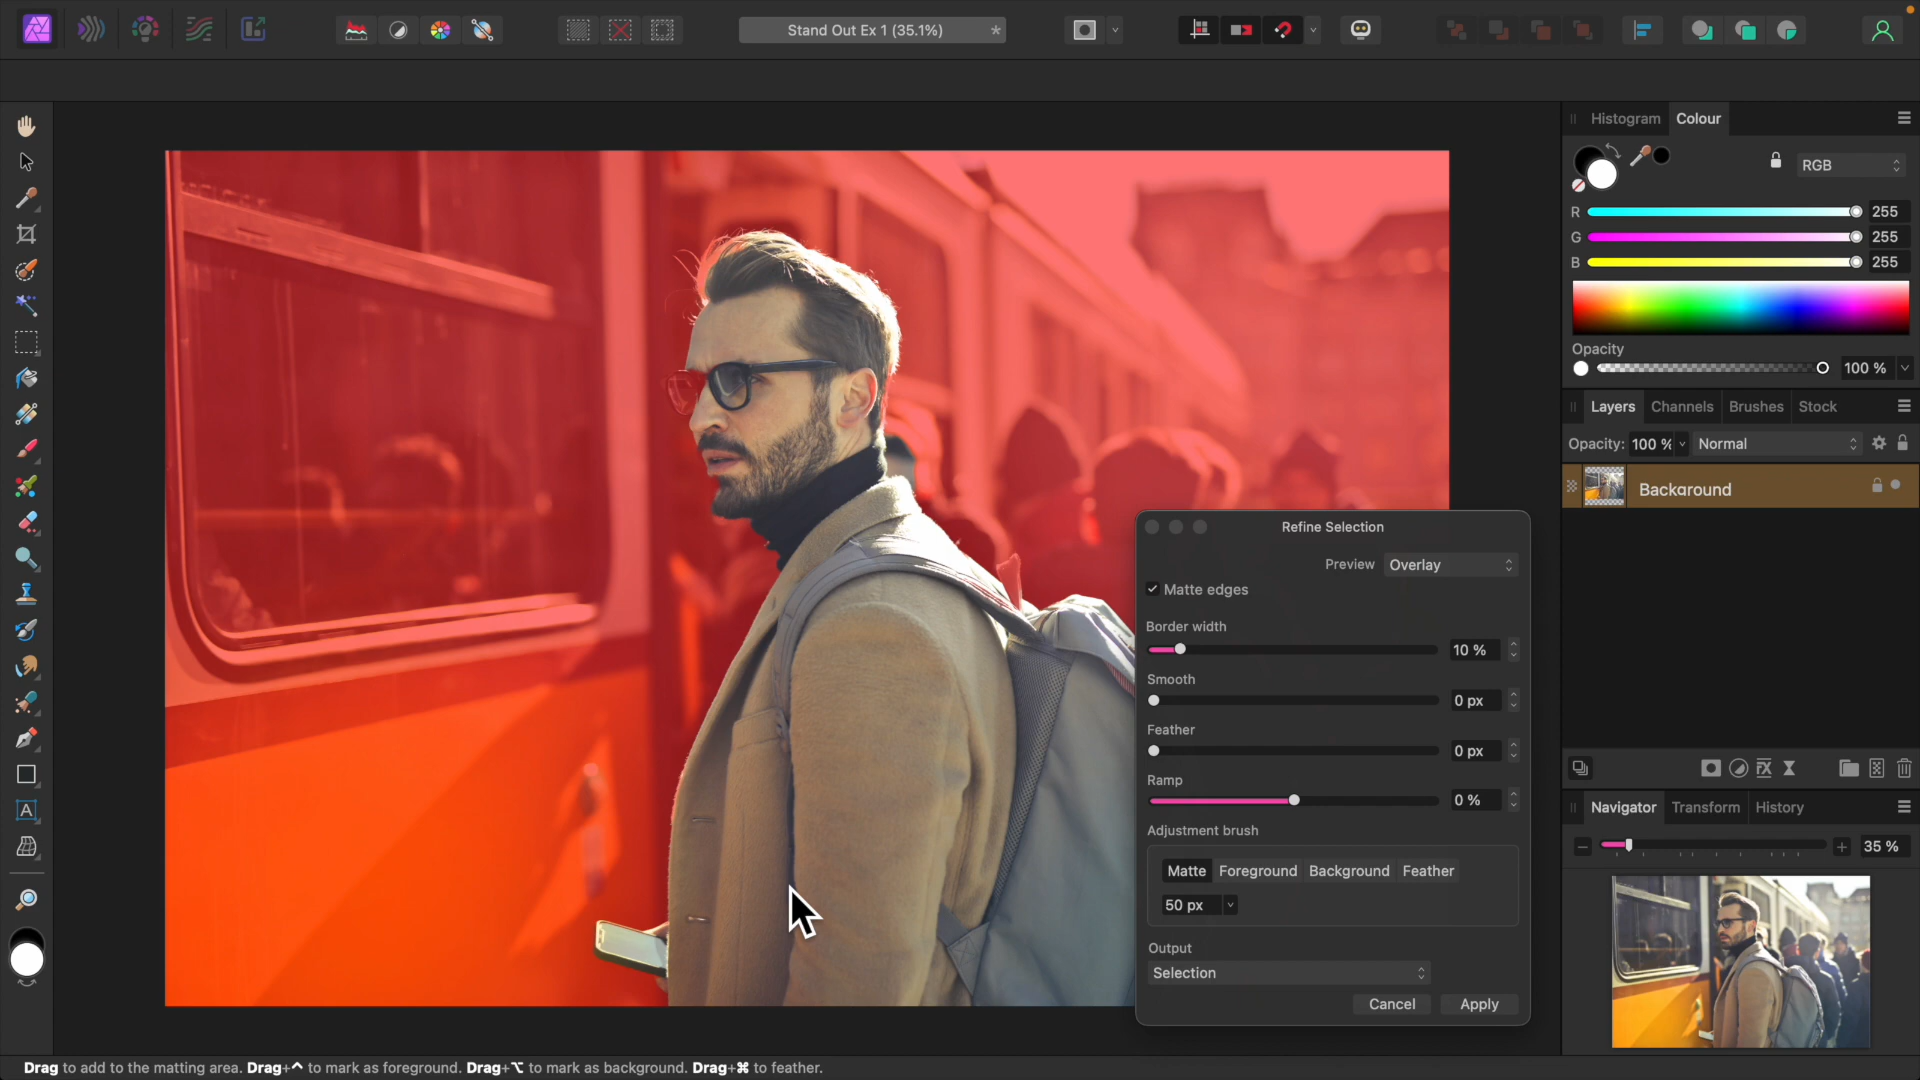 Stand Out Ex 1 (35.1%)
*
Histogram
Colour
RGB
R
255
G
255
B
255
Opacity
100 %
Layers
Channels
Brushes
Stock
Opacity:
100 %
Normal
Background
Refine Selection
Preview
Overlay
Matte edges
Border width
10 %
Smooth
0 px
Feather
0 px
Ramp
0 %
Adjustment brush
Matte
Foreground
Background
Feather
50 px
Output
Selection
Cancel
Apply
Navigator
Transform
History
35 %
Drag to add to the matting area. Drag+^ to mark as foreground. Drag+⌥ to mark as background. Drag+⌘ to feather.